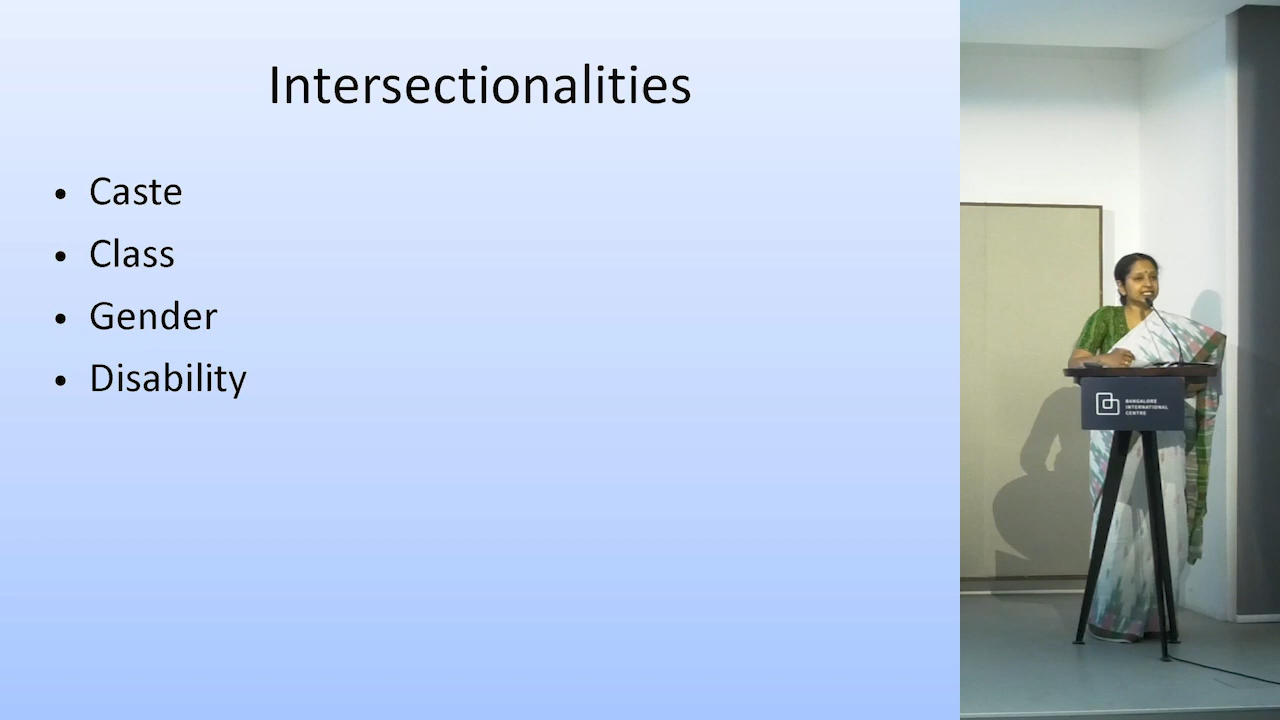 Intersectionalities
• Caste
• Class
• Gender
• Disability
BANGALORE
INTERNATIONAL
CENTRE